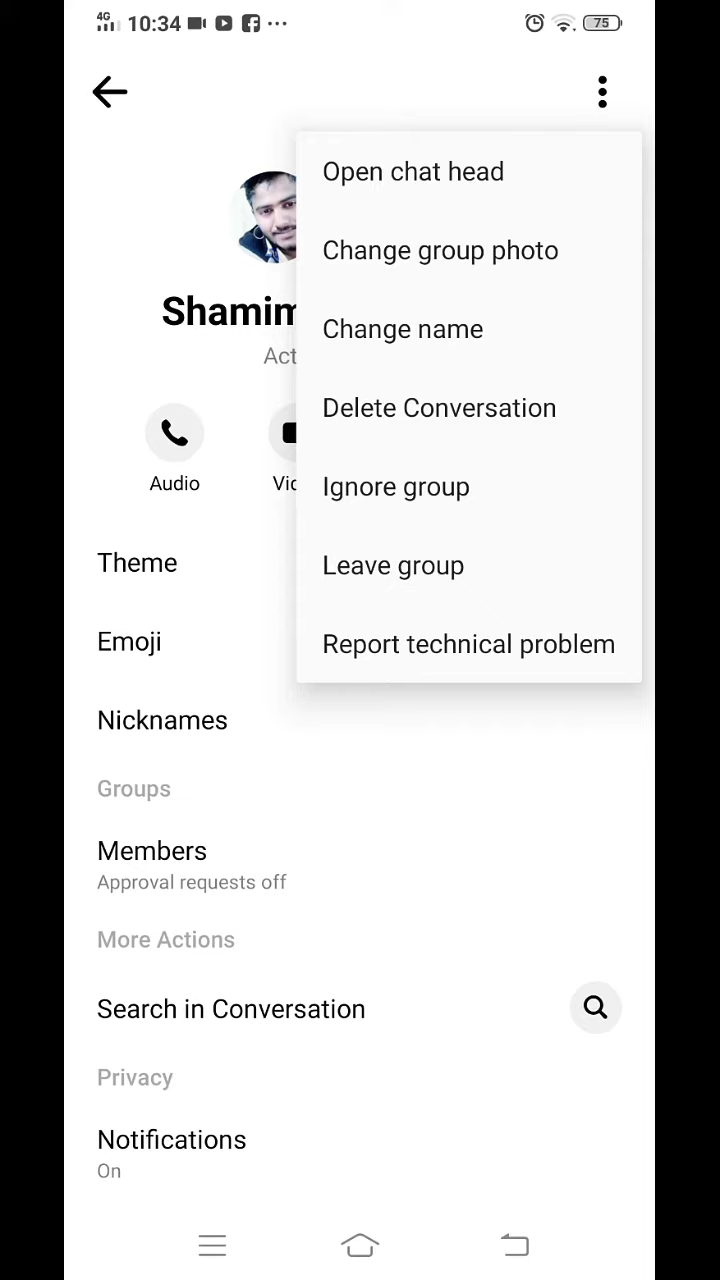 4G 10:34 75
Open chat head
Change group photo
Change name
Delete Conversation
Ignore group
Leave group
Report technical problem
Shamim
Act
Audio
Theme
Emoji
Nicknames
Groups
Members
Approval requests off
More Actions
Search in Conversation
Privacy
Notifications
On